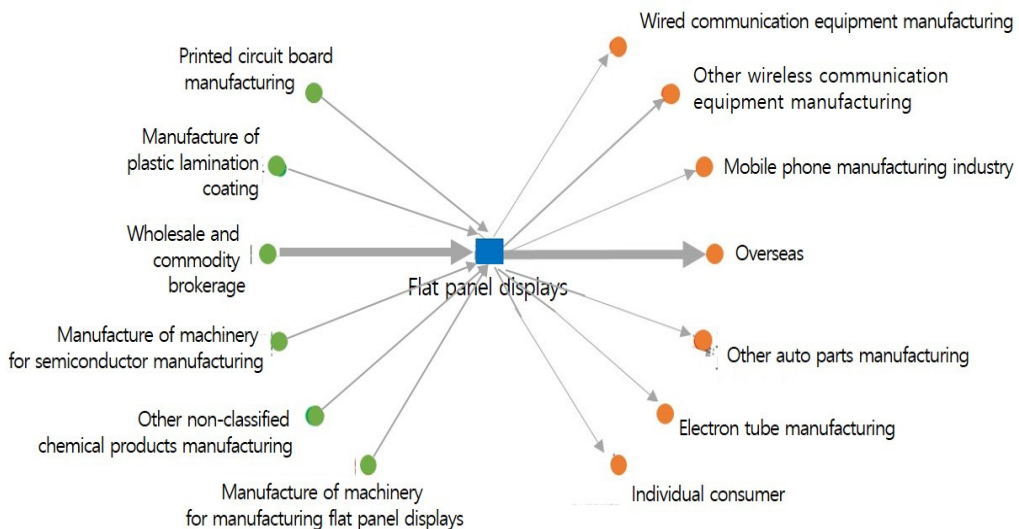 Wired communication equipment manufacturing
Printed circuit board
manufacturing
Other wireless communication
equipment manufacturing
Manufacture of
plastic lamination
coating
Mobile phone manufacturing industry
Wholesale and
commodity
brokerage
Overseas
Flat panel displays
Manufacture of machinery
for semiconductor manufacturing
Other auto parts manufacturing
Other non-classified
chemical products manufacturing
Electron tube manufacturing
Manufacture of machinery
for manufacturing flat panel displays
Individual consumer